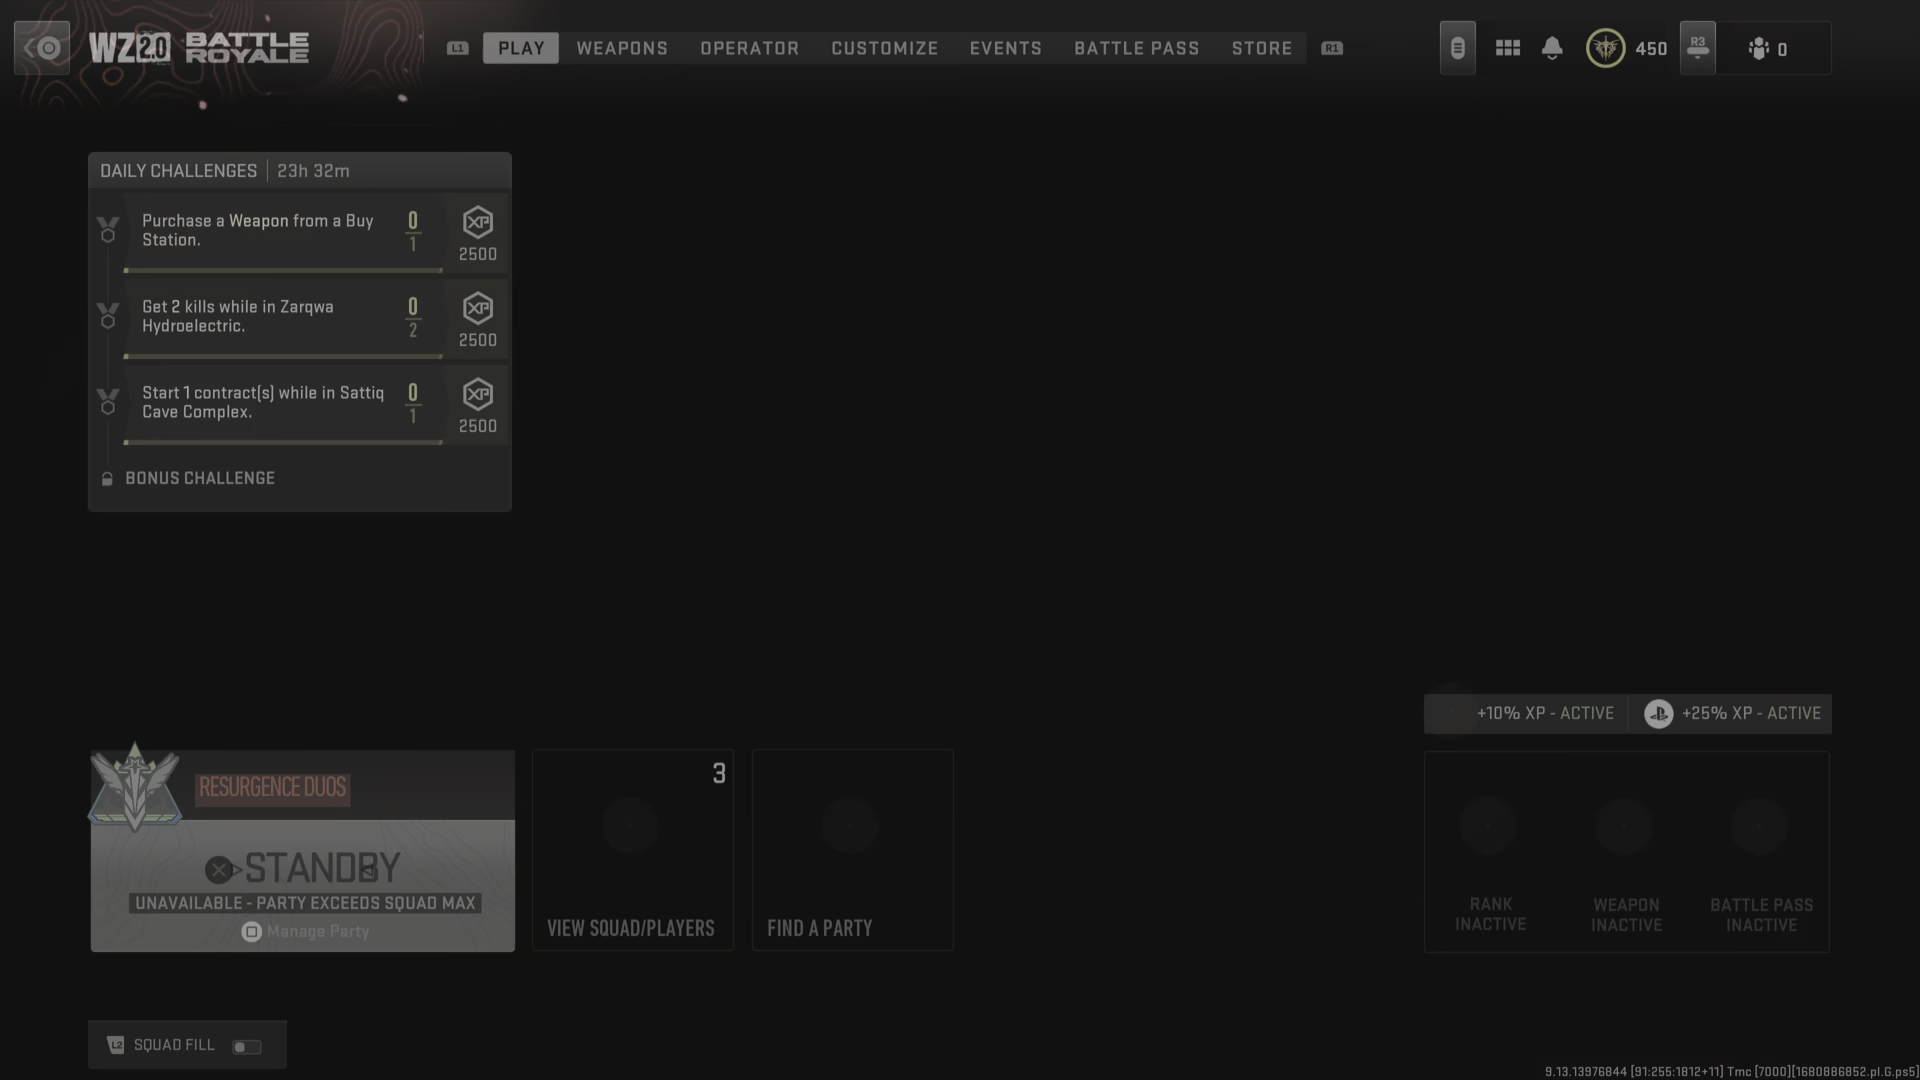 WZ2.0 BATTLE ROYALE
L1 PLAY WEAPONS OPERATOR CUSTOMIZE EVENTS BATTLE PASS STORE R1
450
R3
0
DAILY CHALLENGES 23h 32m
Purchase a Weapon from a Buy
Station.
0
1
XP
2500
Get 2 kills while in Zarqwa
Hydroelectric.
0
2
XP
2500
Start 1 contract(s) while in Sattiq
Cave Complex.
0
1
XP
2500
BONUS CHALLENGE
+10% XP - ACTIVE
+25% XP - ACTIVE
RESURGENCE DUOS
STANDBY
UNAVAILABLE - PARTY EXCEEDS SQUAD MAX
Manage Party
3
VIEW SQUAD/PLAYERS
FIND A PARTY
RANK
INACTIVE
WEAPON
INACTIVE
BATTLE PASS
INACTIVE
L2 SQUAD FILL
9.13.13976844 [91:255:1812+11] Tmc [7000][1680886852.pl.G.ps5]